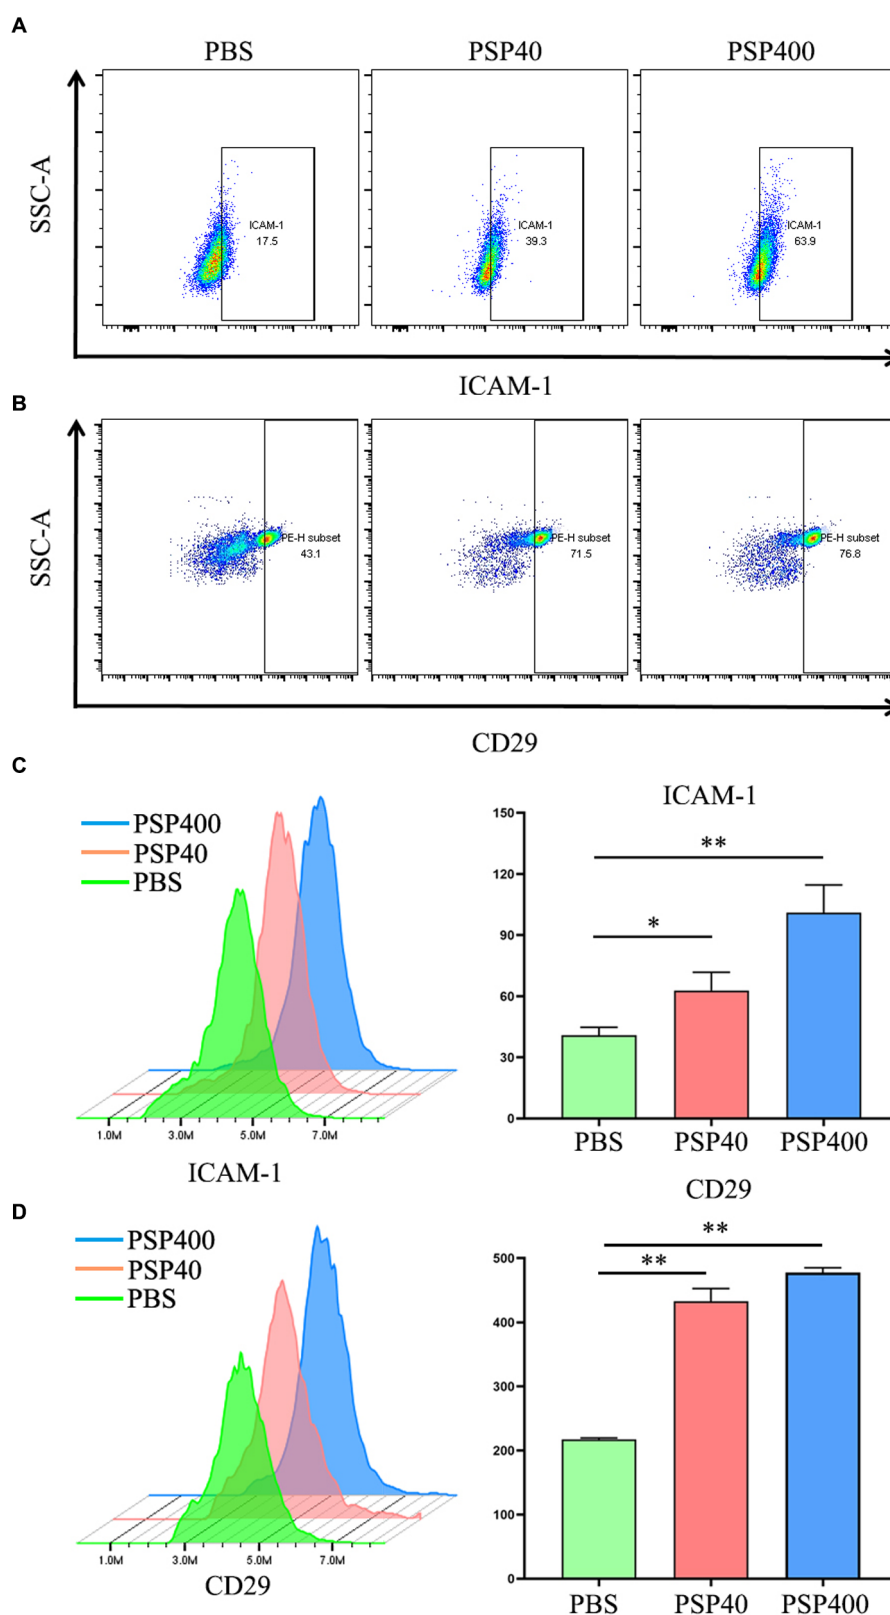 A
PBS PSP40 PSP400
SSC-A
ICAM-1
17.5
ICAM-1
39.3
ICAM-1
63.9
ICAM-1
B
SSC-A
PE-H subset
43.1
PE-H subset
71.5
PE-H subset
76.8
CD29
C
PSP400
PSP40
PBS
1.0M 3.0M 5.0M 7.0M
ICAM-1
ICAM-1
150
120
90
60
30
0
**
*
PBS PSP40 PSP400
D
PSP400
PSP40
PBS
1.0M 3.0M 5.0M 7.0M
CD29
CD29
500
400
300
200
100
0
**
**
PBS PSP40 PSP400